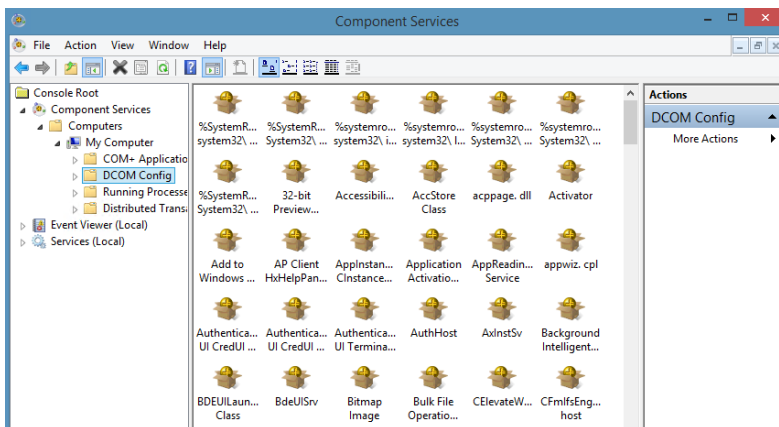 Component Services
File Action View Window Help
Console Root
Component Services
Computers
My Computer
COM+ Applicatio
DCOM Config
Running Processe
Distributed Trans
Event Viewer (Local)
Services (Local)
%SystemR... %SystemR... %systemro... %systemro... %systemro... %systemro...
system32\ ... System32\ ... system32\ i... system32\ l... System32\ ... System32\ ...
%SystemR... 32-bit Accessibili... AccStore acppage. dll Activator
System32\ ... Preview... Class
Add to AP Client AppInstan... Application AppReadin... appwiz. cpl
Windows ... HxHelpPan... CInstance... Activatio... Service
Authentica... Authentica... Authentica... AuthHost AxInstSv Background
UI CredUI ... UI CredUI ... UI Termina... Intelligent...
BDEUILaun... BdeUISrv Bitmap Bulk File CElevateW... CFmIfsEng...
Class Image Operatio... host
Actions
DCOM Config
More Actions